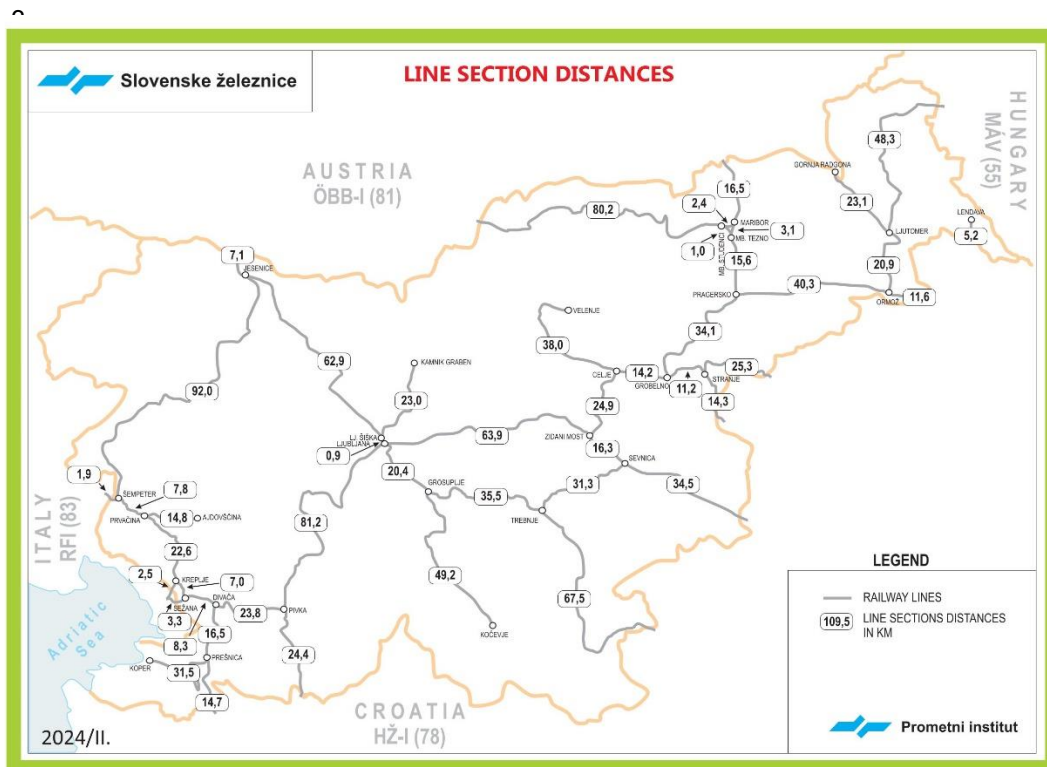 Slovenske železnice
LINE SECTION DISTANCES
AUSTRIA
ÖBB-I (81)
HUNGARY
MÁV (55)
48,3
GORNJA RADGONA
16,5
23,1
80,2
2,4
MARIBOR
3,1
LENDAVA
5,2
LJUTOMER
1,0
MB. STUDENCI
MB. TEZNO
15,6
20,9
7,1
JESENICE
40,3
PRAGERSKO
ORMOŽ
11,6
VELENJE
34,1
38,0
62,9
KAMNIK GRABEN
CELJE
14,2
25,3
GROBELNO
11,2
STRANJE
92,0
23,0
24,9
14,3
LJ. ŠIŠKA
LJUBLJANA
63,9
ZIDANI MOST
0,9
16,3
SEVNICA
20,4
1,9
7,8
GROSUPLJE
35,5
31,3
34,5
ŠEMPETER
PRVAČINA
14,8
AJDOVŠČINA
81,2
TREBNJE
ITALY
RFI (83)
22,6
2,5
KREPLJE
7,0
49,2
67,5
SEŽANA
DIVAČA
23,8
PIVKA
3,3
16,5
KOČEVJE
8,3
Adriatic
Sea
KOPER
PREŠNICA
31,5
24,4
14,7
CROATIA
HŽ-I (78)
2024/II.
LEGEND
RAILWAY LINES
109,5
LINE SECTIONS DISTANCES
IN KM
Prometni institut